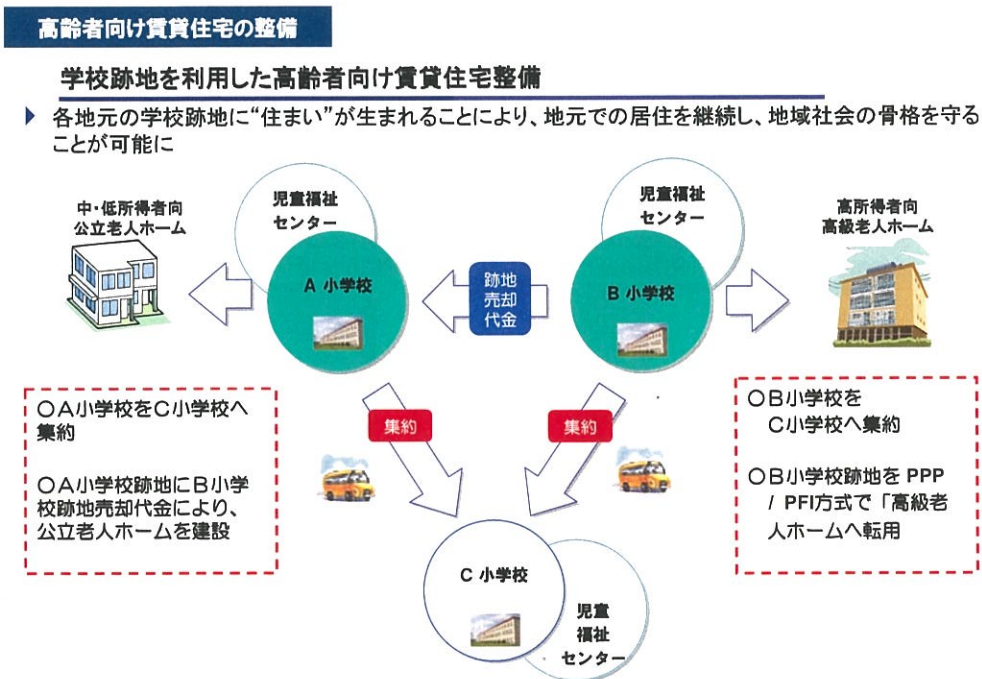 高齢者向け賃貸住宅の整備
学校跡地を利用した高齢者向け賃貸住宅整備
各地元の学校跡地に“住まい”が生まれることにより、地元での居住を継続し、地域社会の骨格を守る
ことが可能に
中・低所得者向
公立老人ホーム
児童福祉
センター
A 小学校
跡地
売却
代金
児童福祉
センター
B 小学校
高所得者向
高級老人ホーム
〇A小学校をC小学校へ
集約
〇A小学校跡地にB小学
校跡地売却代金により、
公立老人ホームを建設
集約
集約
〇B小学校を
C小学校へ集約
〇B小学校跡地を PPP
/ PFI方式で「高級老
人ホームへ転用
C 小学校
児童
福祉
センター